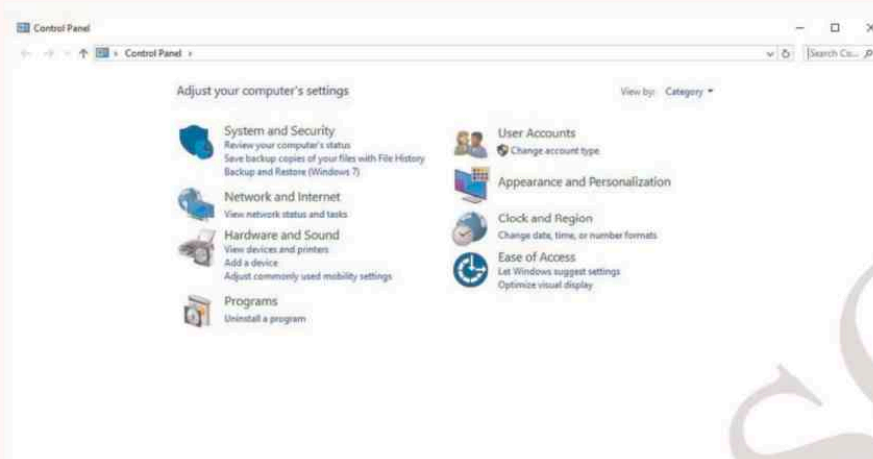 Control Panel
Control Panel
Search Co...
Adjust your computer's settings
View by: Category
System and Security
Review your computer's status
Save backup copies of your files with File History
Backup and Restore (Windows 7)
Network and Internet
View network status and tasks
Hardware and Sound
View devices and printers
Add a device
Adjust commonly used mobility settings
Programs
Uninstall a program
User Accounts
Change account type
Appearance and Personalization
Clock and Region
Change date, time, or number formats
Ease of Access
Let Windows suggest settings
Optimize visual display